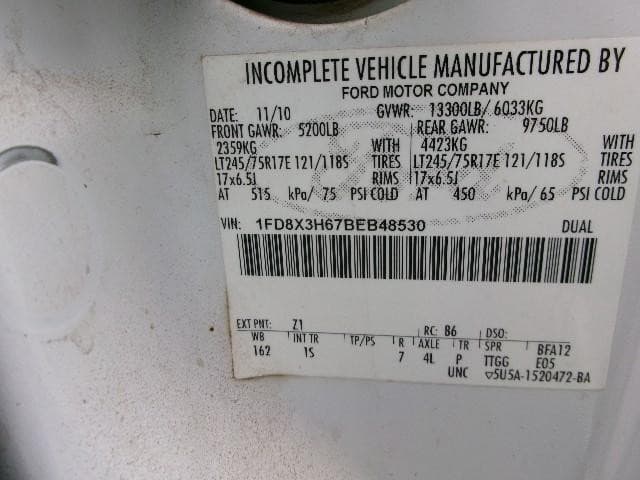 INCOMPLETE VEHICLE MANUFACTURED BY
FORD MOTOR COMPANY
DATE: 11/10 GVWR: 13300LB/ 6033KG
FRONT GAWR: 5200LB REAR GAWR: 9750LB
2359KG WITH 4423KG WITH
LT245/75R17E 121/118S TIRES LT245/75R17E 121/118S TIRES
17x6.5J RIMS 17x6.5J RIMS
AT 515 kPa/ 75 PSI COLD AT 450 kPa/ 65 PSI COLD
VIN: 1FD8X3H67BEB48530 DUAL
EXT PNT: Z1 RC: B6 DSO:
WB INT TR TP/PS R AXLE TR SPR BFA12
162 1S 7 4L P TTGG E05
UNC ▽5U5A-1520472-BA